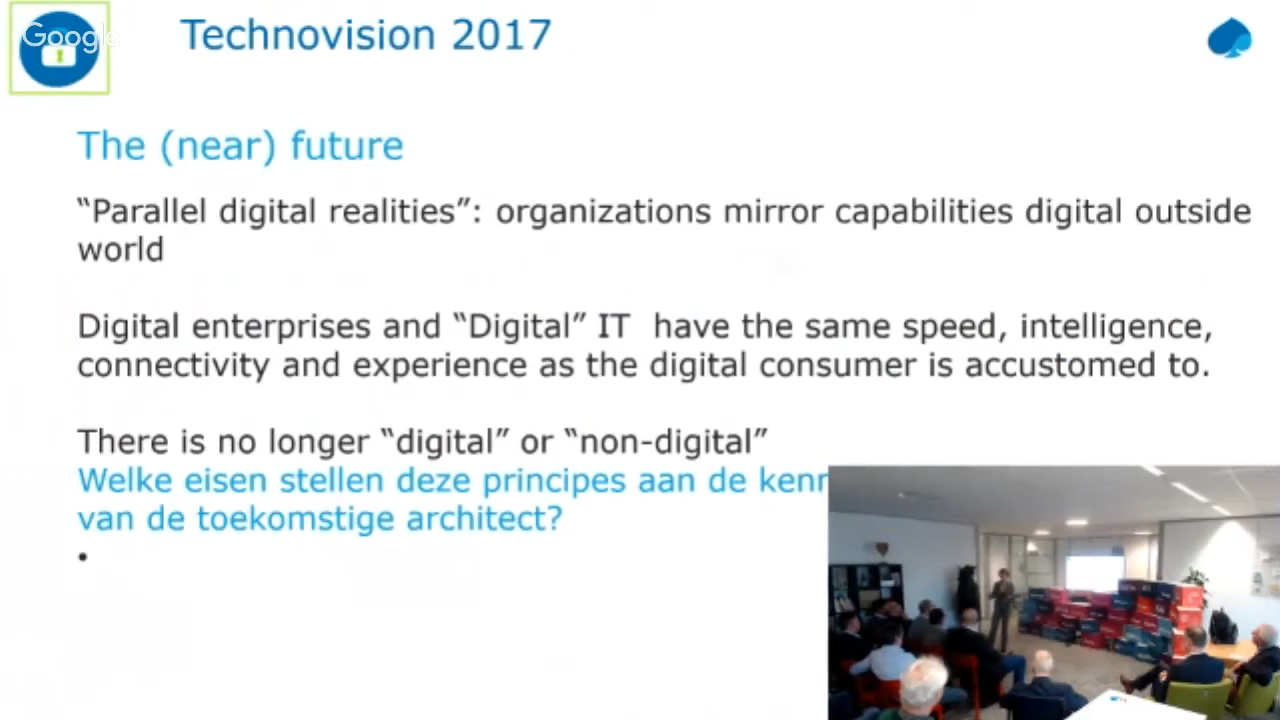 Google
Technovision 2017
The (near) future
“Parallel digital realities”: organizations mirror capabilities digital outside
world
Digital enterprises and “Digital” IT have the same speed, intelligence,
connectivity and experience as the digital consumer is accustomed to.
There is no longer “digital” or “non-digital”
Welke eisen stellen deze principes aan de
van de toekomstige architect?